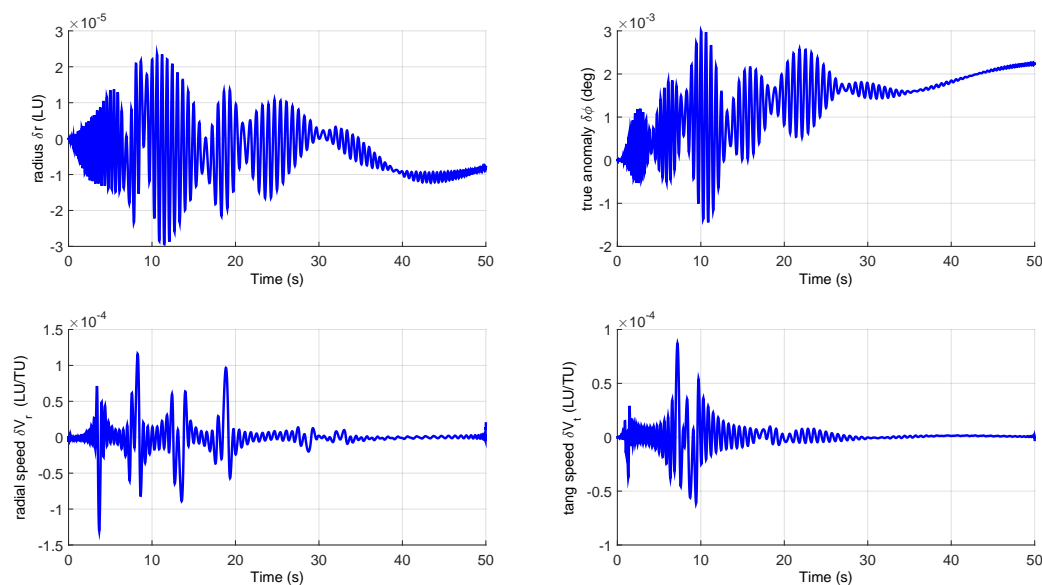 ×10^-5
3
2
1
0
-1
-2
-3
radius δr (LU)
0 10 20 30 40 50
Time (s)
×10^-3
3
2
1
0
-1
-2
true anomaly δϕ (deg)
0 10 20 30 40 50
Time (s)
×10^-4
1.5
1
0.5
0
-0.5
-1
-1.5
radial speed δV_r (LU/TU)
0 10 20 30 40 50
Time (s)
×10^-4
1
0.5
0
-0.5
-1
tang speed δV_t (LU/TU)
0 10 20 30 40 50
Time (s)